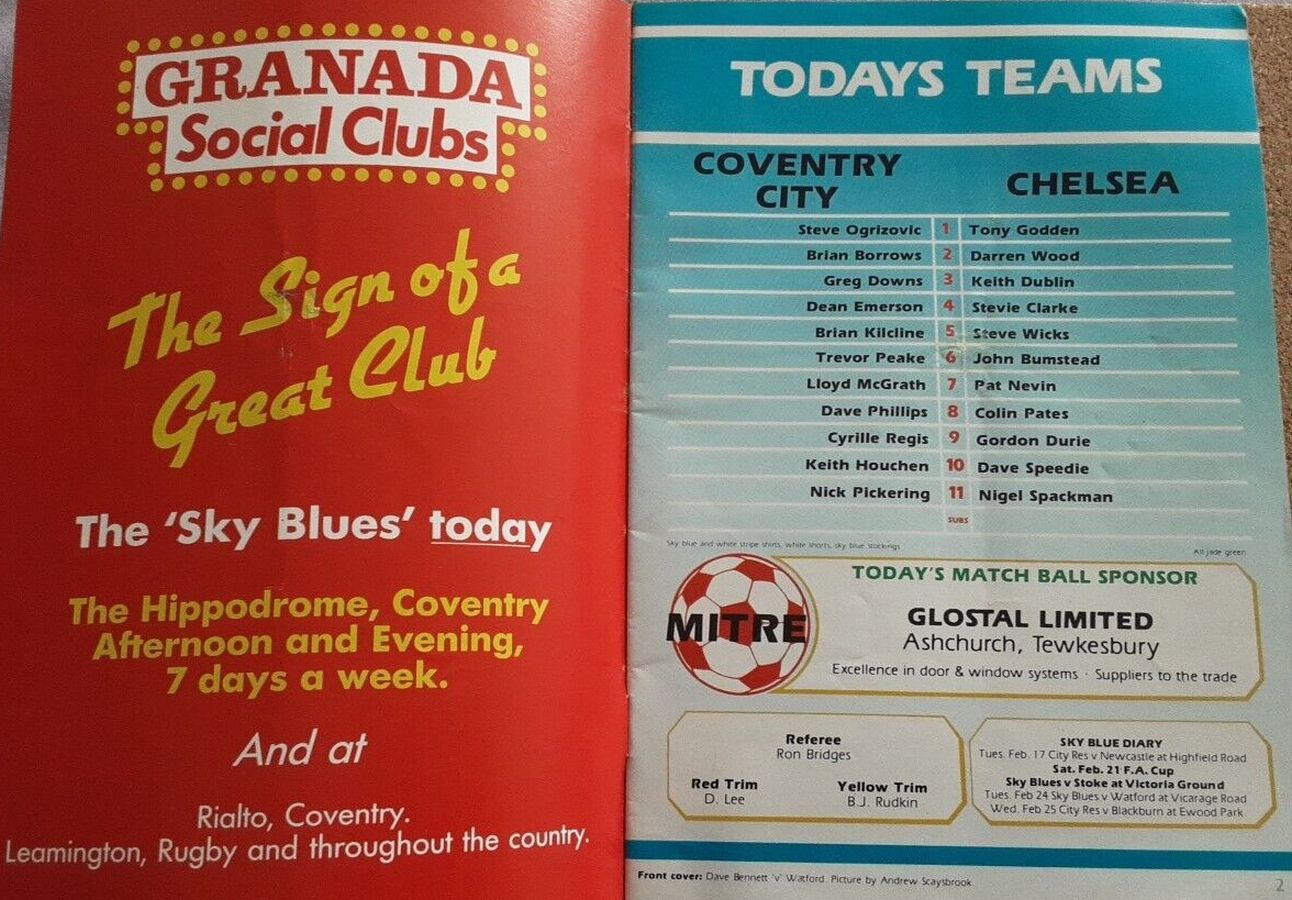 GRANADA
Social Clubs
The Sign of a
Great Club
The 'Sky Blues' today
The Hippodrome, Coventry
Afternoon and Evening,
7 days a week.
And at
Rialto, Coventry.
Leamington, Rugby and throughout the country.
TODAYS TEAMS
COVENTRY
CITY
CHELSEA
Steve Ogrizovic 1 Tony Godden
Brian Borrows 2 Darren Wood
Greg Downs 3 Keith Dublin
Dean Emerson 4 Stevie Clarke
Brian Kilcline 5 Steve Wicks
Trevor Peake 6 John Bumstead
Lloyd McGrath 7 Pat Nevin
Dave Phillips 8 Colin Pates
Cyrille Regis 9 Gordon Durie
Keith Houchen 10 Dave Speedie
Nick Pickering 11 Nigel Spackman
SUBS
Sky blue and white stripe shirts, white shorts, sky blue stockings
All jade green
MITRE
TODAY'S MATCH BALL SPONSOR
GLOSTAL LIMITED
Ashchurch, Tewkesbury
Excellence in door & window systems · Suppliers to the trade
Referee
Ron Bridges
Red Trim
D. Lee
Yellow Trim
B.J. Rudkin
SKY BLUE DIARY
Tues. Feb. 17 City Res v Newcastle at Highfield Road
Sat. Feb. 21 F.A. Cup
Sky Blues v Stoke at Victoria Ground
Tues. Feb 24 Sky Blues v Watford at Vicarage Road
Wed. Feb 25 City Res v Blackburn at Ewood Park
Front cover: Dave Bennett 'v' Watford. Picture by Andrew Scaysbrook
2